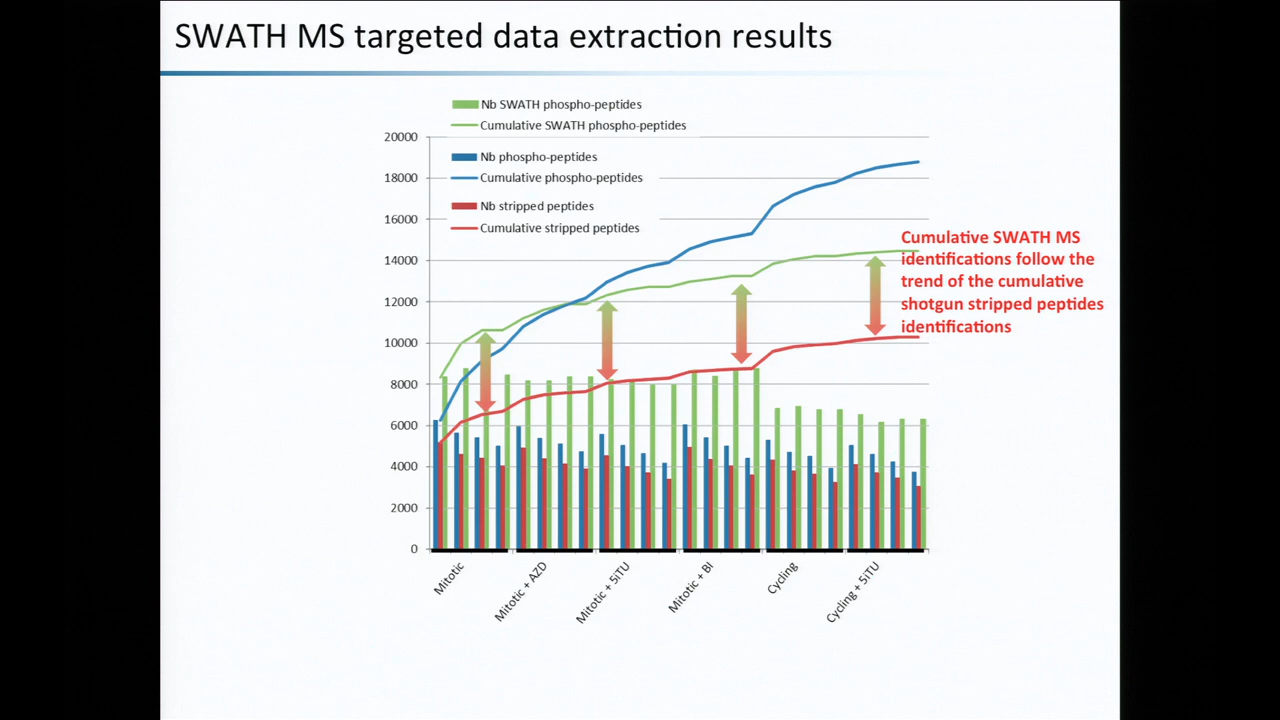 SWATH MS targeted data extraction results
Nb SWATH phospho-peptides
Cumulative SWATH phospho-peptides
Nb phospho-peptides
Cumulative phospho-peptides
Nb stripped peptides
Cumulative stripped peptides
20000
18000
16000
14000
12000
10000
8000
6000
4000
2000
0
Cumulative SWATH MS
identifications follow the
trend of the cumulative
shotgun stripped peptides
identifications
Mitotic
Mitotic + AZD
Mitotic + 5iTU
Mitotic + BI
Cycling
Cycling + 5ITU